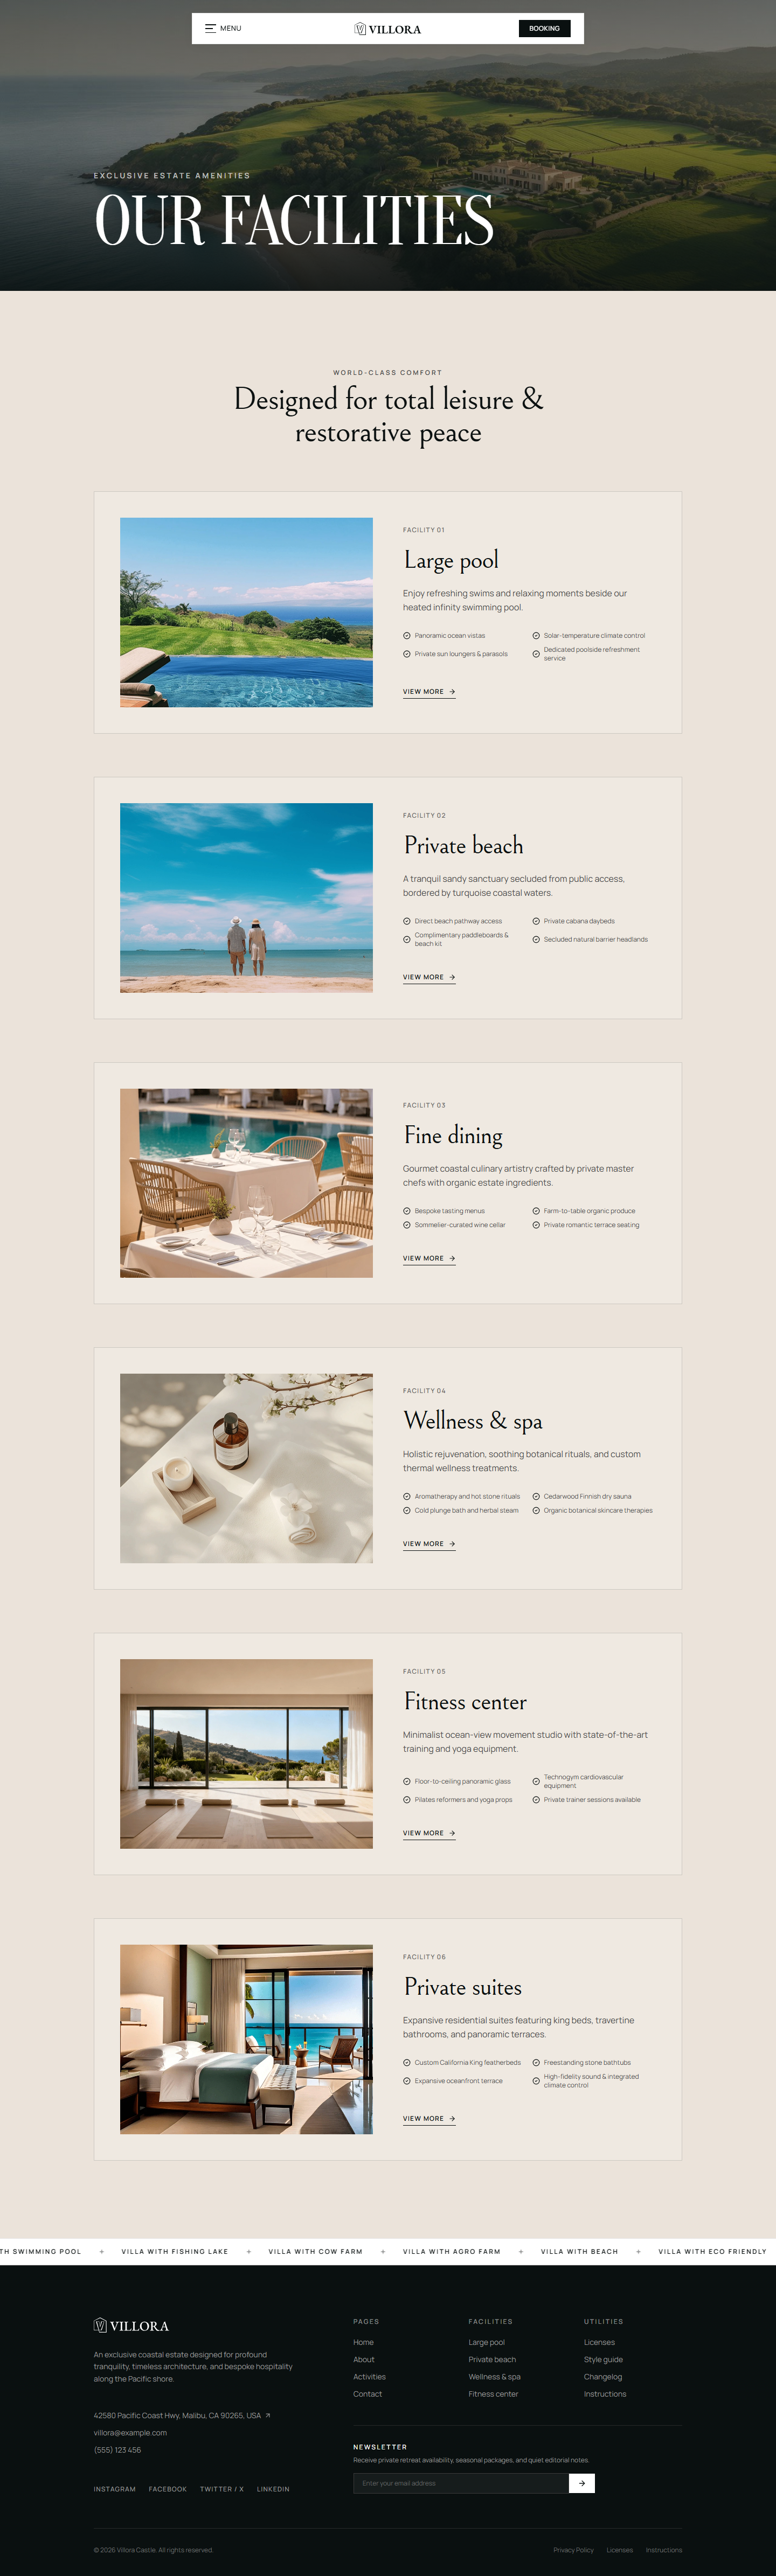 MENU
VILLORA
BOOKING
EXCLUSIVE ESTATE AMENITIES
OUR FACILITIES
WORLD-CLASS COMFORT
Designed for total leisure &
restorative peace
FACILITY 01
Large pool
Enjoy refreshing swims and relaxing moments beside our
heated infinity swimming pool.
Panoramic ocean vistas
Solar-temperature climate control
Private sun loungers & parasols
Dedicated poolside refreshment
service
VIEW MORE
FACILITY 02
Private beach
A tranquil sandy sanctuary secluded from public access,
bordered by turquoise coastal waters.
Direct beach pathway access
Private cabana daybeds
Complimentary paddleboards &
beach kit
Secluded natural barrier headlands
VIEW MORE
FACILITY 03
Fine dining
Gourmet coastal culinary artistry crafted by private master
chefs with organic estate ingredients.
Bespoke tasting menus
Farm-to-table organic produce
Sommelier-curated wine cellar
Private romantic terrace seating
VIEW MORE
FACILITY 04
Wellness & spa
Holistic rejuvenation, soothing botanical rituals, and custom
thermal wellness treatments.
Aromatherapy and hot stone rituals
Cedarwood Finnish dry sauna
Cold plunge bath and herbal steam
Organic botanical skincare therapies
VIEW MORE
FACILITY 05
Fitness center
Minimalist ocean-view movement studio with state-of-the-art
training and yoga equipment.
Floor-to-ceiling panoramic glass
Technogym cardiovascular
equipment
Pilates reformers and yoga props
Private trainer sessions available
VIEW MORE
FACILITY 06
Private suites
Expansive residential suites featuring king beds, travertine
bathrooms, and panoramic terraces.
Custom California King featherbeds
Freestanding stone bathtubs
Expansive oceanfront terrace
High-fidelity sound & integrated
climate control
VIEW MORE
TH SWIMMING POOL + VILLA WITH FISHING LAKE + VILLA WITH COW FARM + VILLA WITH AGRO FARM + VILLA WITH BEACH + VILLA WITH ECO FRIENDLY
VILLORA
An exclusive coastal estate designed for profound
tranquility, timeless architecture, and bespoke hospitality
along the Pacific shore.
42580 Pacific Coast Hwy, Malibu, CA 90265, USA
villora@example.com
(555) 123 456
INSTAGRAM FACEBOOK TWITTER / X LINKEDIN
PAGES
Home
About
Activities
Contact
FACILITIES
Large pool
Private beach
Wellness & spa
Fitness center
UTILITIES
Licenses
Style guide
Changelog
Instructions
NEWSLETTER
Receive private retreat availability, seasonal packages, and quiet editorial notes.
Enter your email address
© 2026 Villora Castle. All rights reserved.
Privacy Policy Licenses Instructions